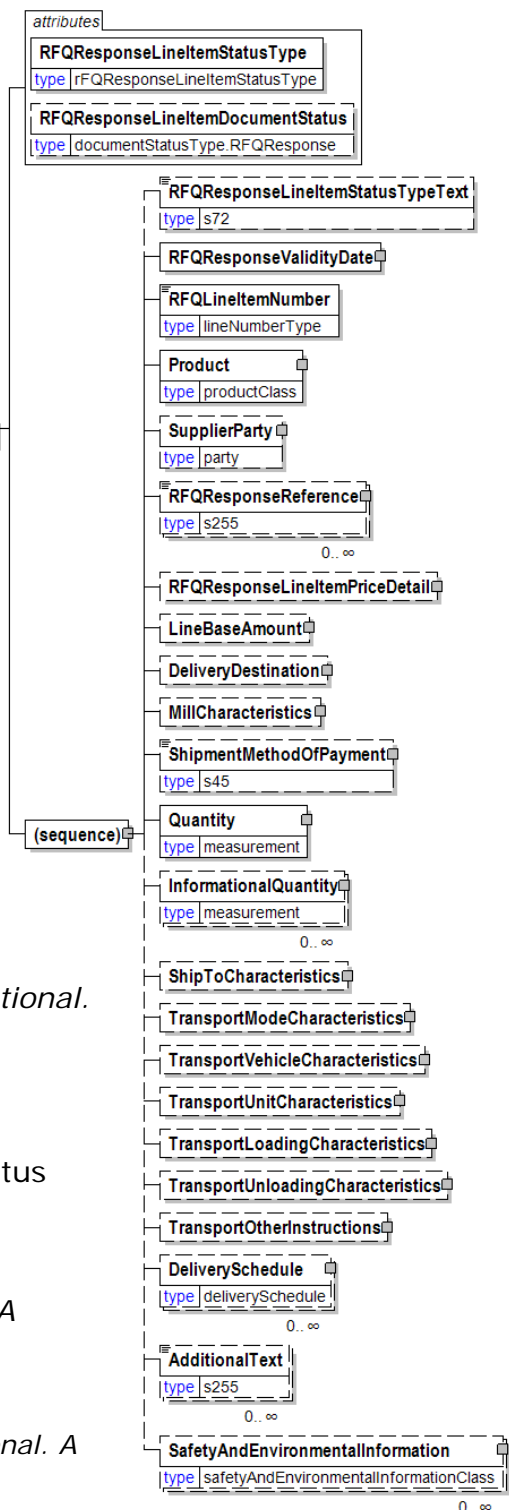 attributes
RFQResponseLineItemStatusType
type rFQResponseLineItemStatusType
RFQResponseLineItemDocumentStatus
type documentStatusType.RFQResponse
RFQResponseLineItemStatusTypeText
type s72
RFQResponseValidityDate
RFQLineItemNumber
type lineNumberType
Product
type productClass
SupplierParty
type party
RFQResponseReference
type s255
0.. ∞
RFQResponseLineItemPriceDetail
LineBaseAmount
DeliveryDestination
MillCharacteristics
ShipmentMethodOfPayment
type s45
(sequence)
Quantity
type measurement
InformationalQuantity
type measurement
0.. ∞
ShipToCharacteristics
tional.
TransportModeCharacteristics
TransportVehicleCharacteristics
TransportUnitCharacteristics
TransportLoadingCharacteristics
tus
TransportUnloadingCharacteristics
TransportOtherInstructions
DeliverySchedule
type deliverySchedule
A
0.. ∞
AdditionalText
type s255
0.. ∞
nal. A
SafetyAndEnvironmentalInformation
type safetyAndEnvironmentalInformationClass
0.. ∞